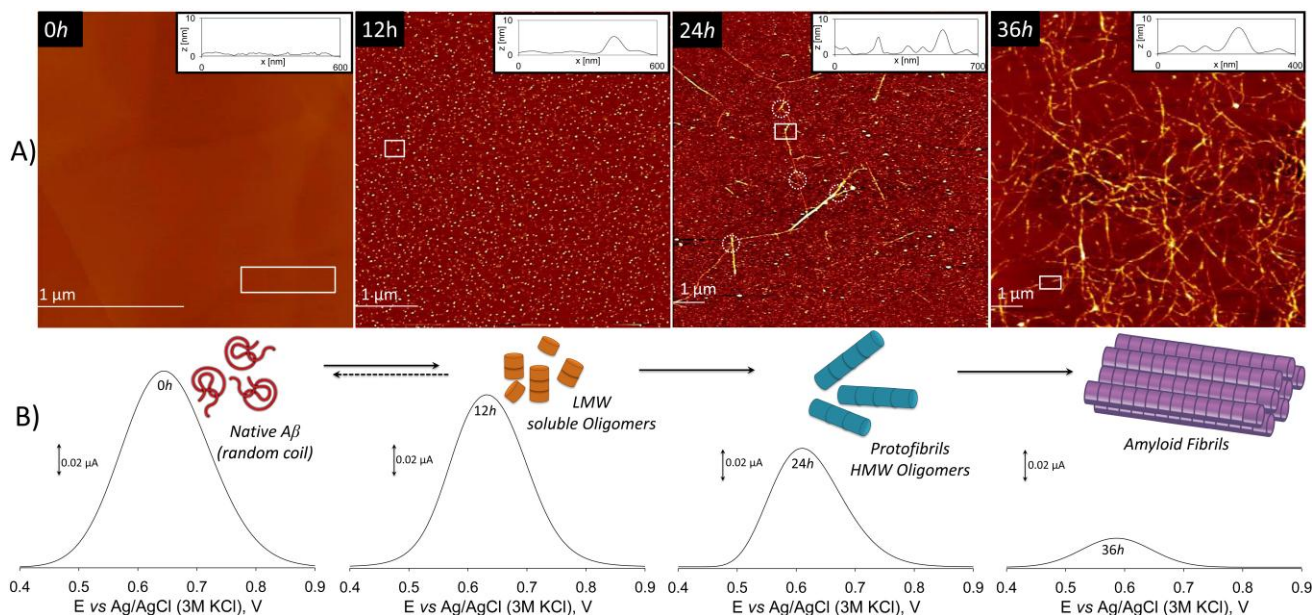 A)
0h
10
z [nm]
0
0
x [nm]
600
1 µm
12h
10
z [nm]
0
0
x [nm]
600
1 µm
24h
10
z [nm]
0
0
x [nm]
700
1 µm
36h
10
z [nm]
0
0
x [nm]
400
1 µm
B)
0h
0.02 µA
Native Aβ
(random coil)
0.4 0.5 0.6 0.7 0.8 0.9
E vs Ag/AgCl (3M KCl), V
12h
0.02 µA
LMW
soluble Oligomers
0.4 0.5 0.6 0.7 0.8 0.9
E vs Ag/AgCl (3M KCl), V
24h
0.02 µA
Protofibrils
HMW Oligomers
0.4 0.5 0.6 0.7 0.8 0.9
E vs Ag/AgCl (3M KCl), V
36h
0.02 µA
Amyloid Fibrils
0.4 0.5 0.6 0.7 0.8 0.9
E vs Ag/AgCl (3M KCl), V